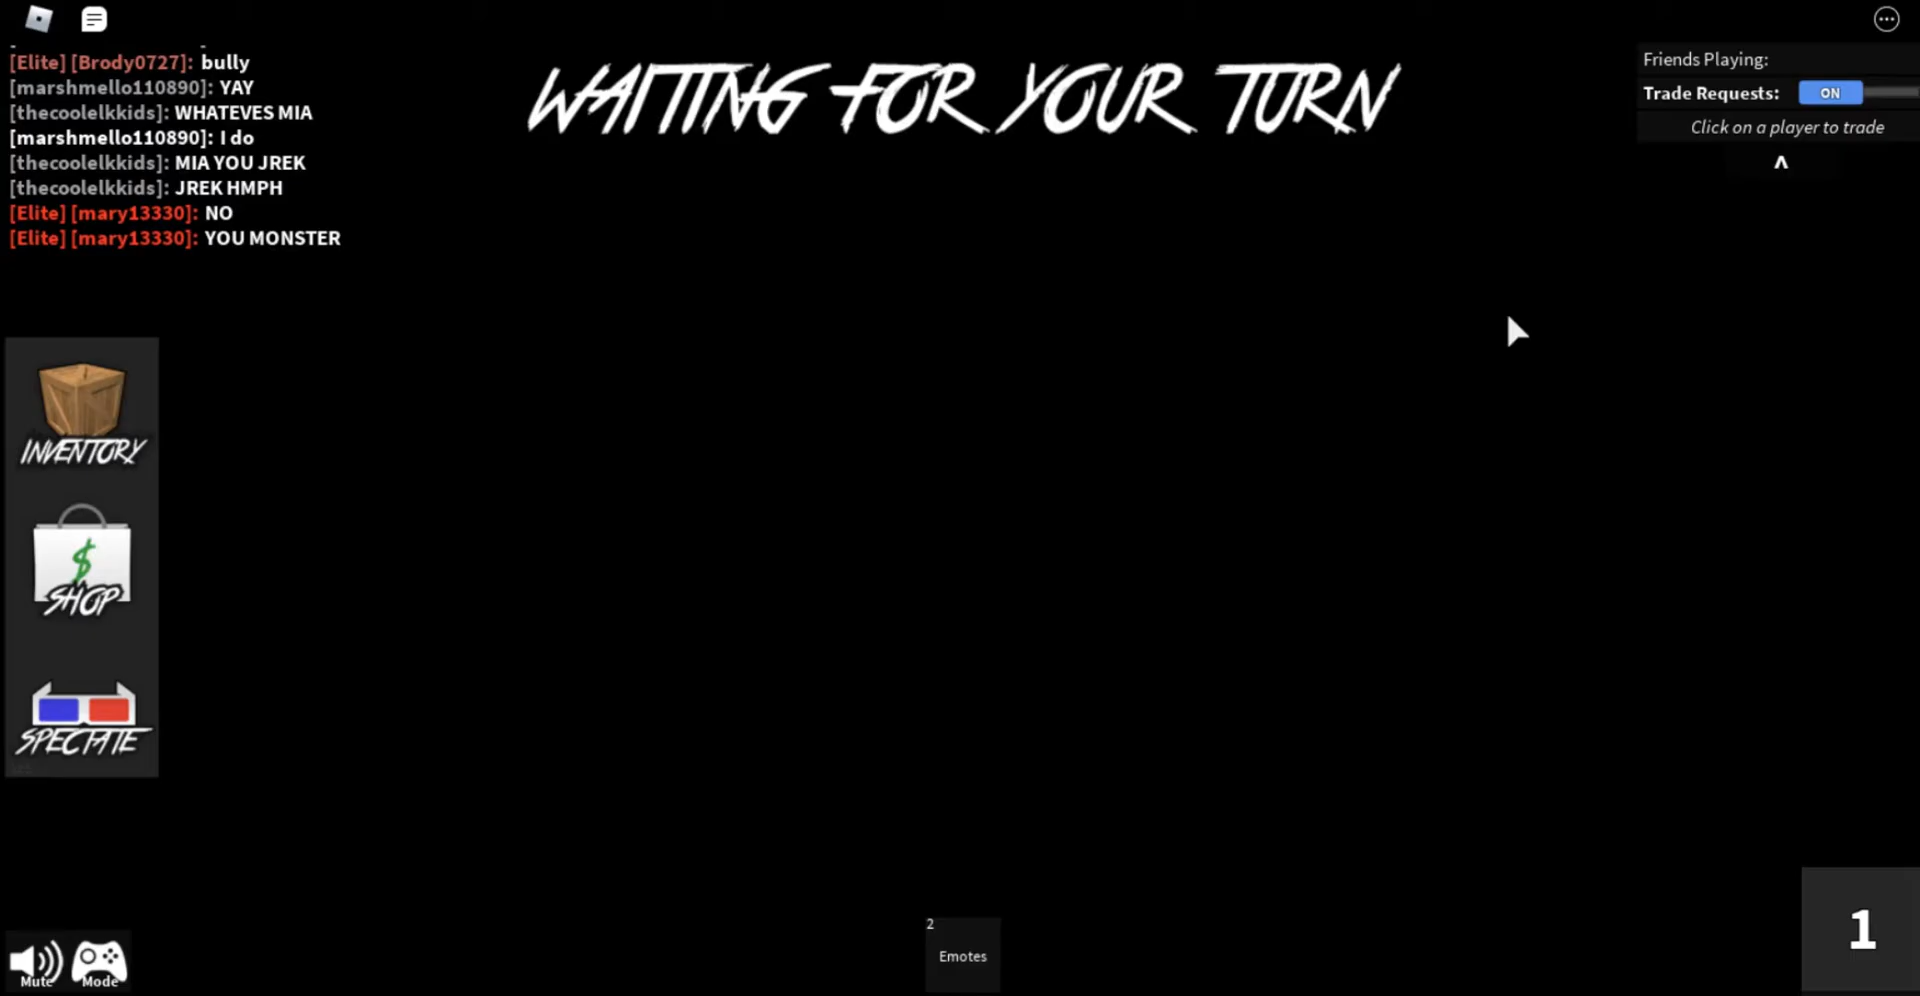 [Elite] [Brody0727]: bully
[marshmello110890]: YAY
[thecoolelkkids]: WHATEVES MIA
[marshmello110890]: I do
[thecoolelkkids]: MIA YOU JREK
[thecoolelkkids]: JREK HMPH
[Elite] [mary13330]: NO
[Elite] [mary13330]: YOU MONSTER
WAITING FOR YOUR TURN
Friends Playing:
Trade Requests: ON
Click on a player to trade
INVENTORY
$
SHOP
SPECTATE
Mute
Mode
2
Emotes
1